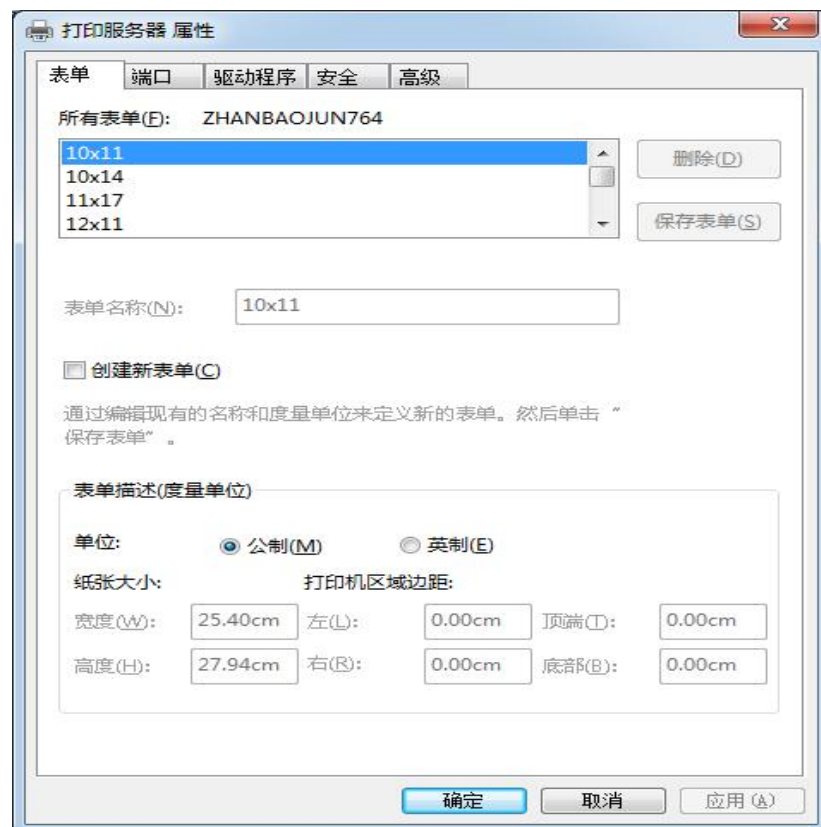 打印服务器 属性
表单 端口 驱动程序 安全 高级
所有表单(F): ZHANBAOJUN764
10x11
10x14
11x17
12x11
删除(D)
保存表单(S)
表单名称(N): 10x11
创建新表单(C)
通过编辑现有的名称和度量单位来定义新的表单。然后单击“
保存表单”。
表单描述(度量单位)
单位: 公制(M) 英制(E)
纸张大小: 打印机区域边距:
宽度(W): 25.40cm 左(L): 0.00cm 顶端(T): 0.00cm
高度(H): 27.94cm 右(R): 0.00cm 底部(B): 0.00cm
确定 取消 应用(A)